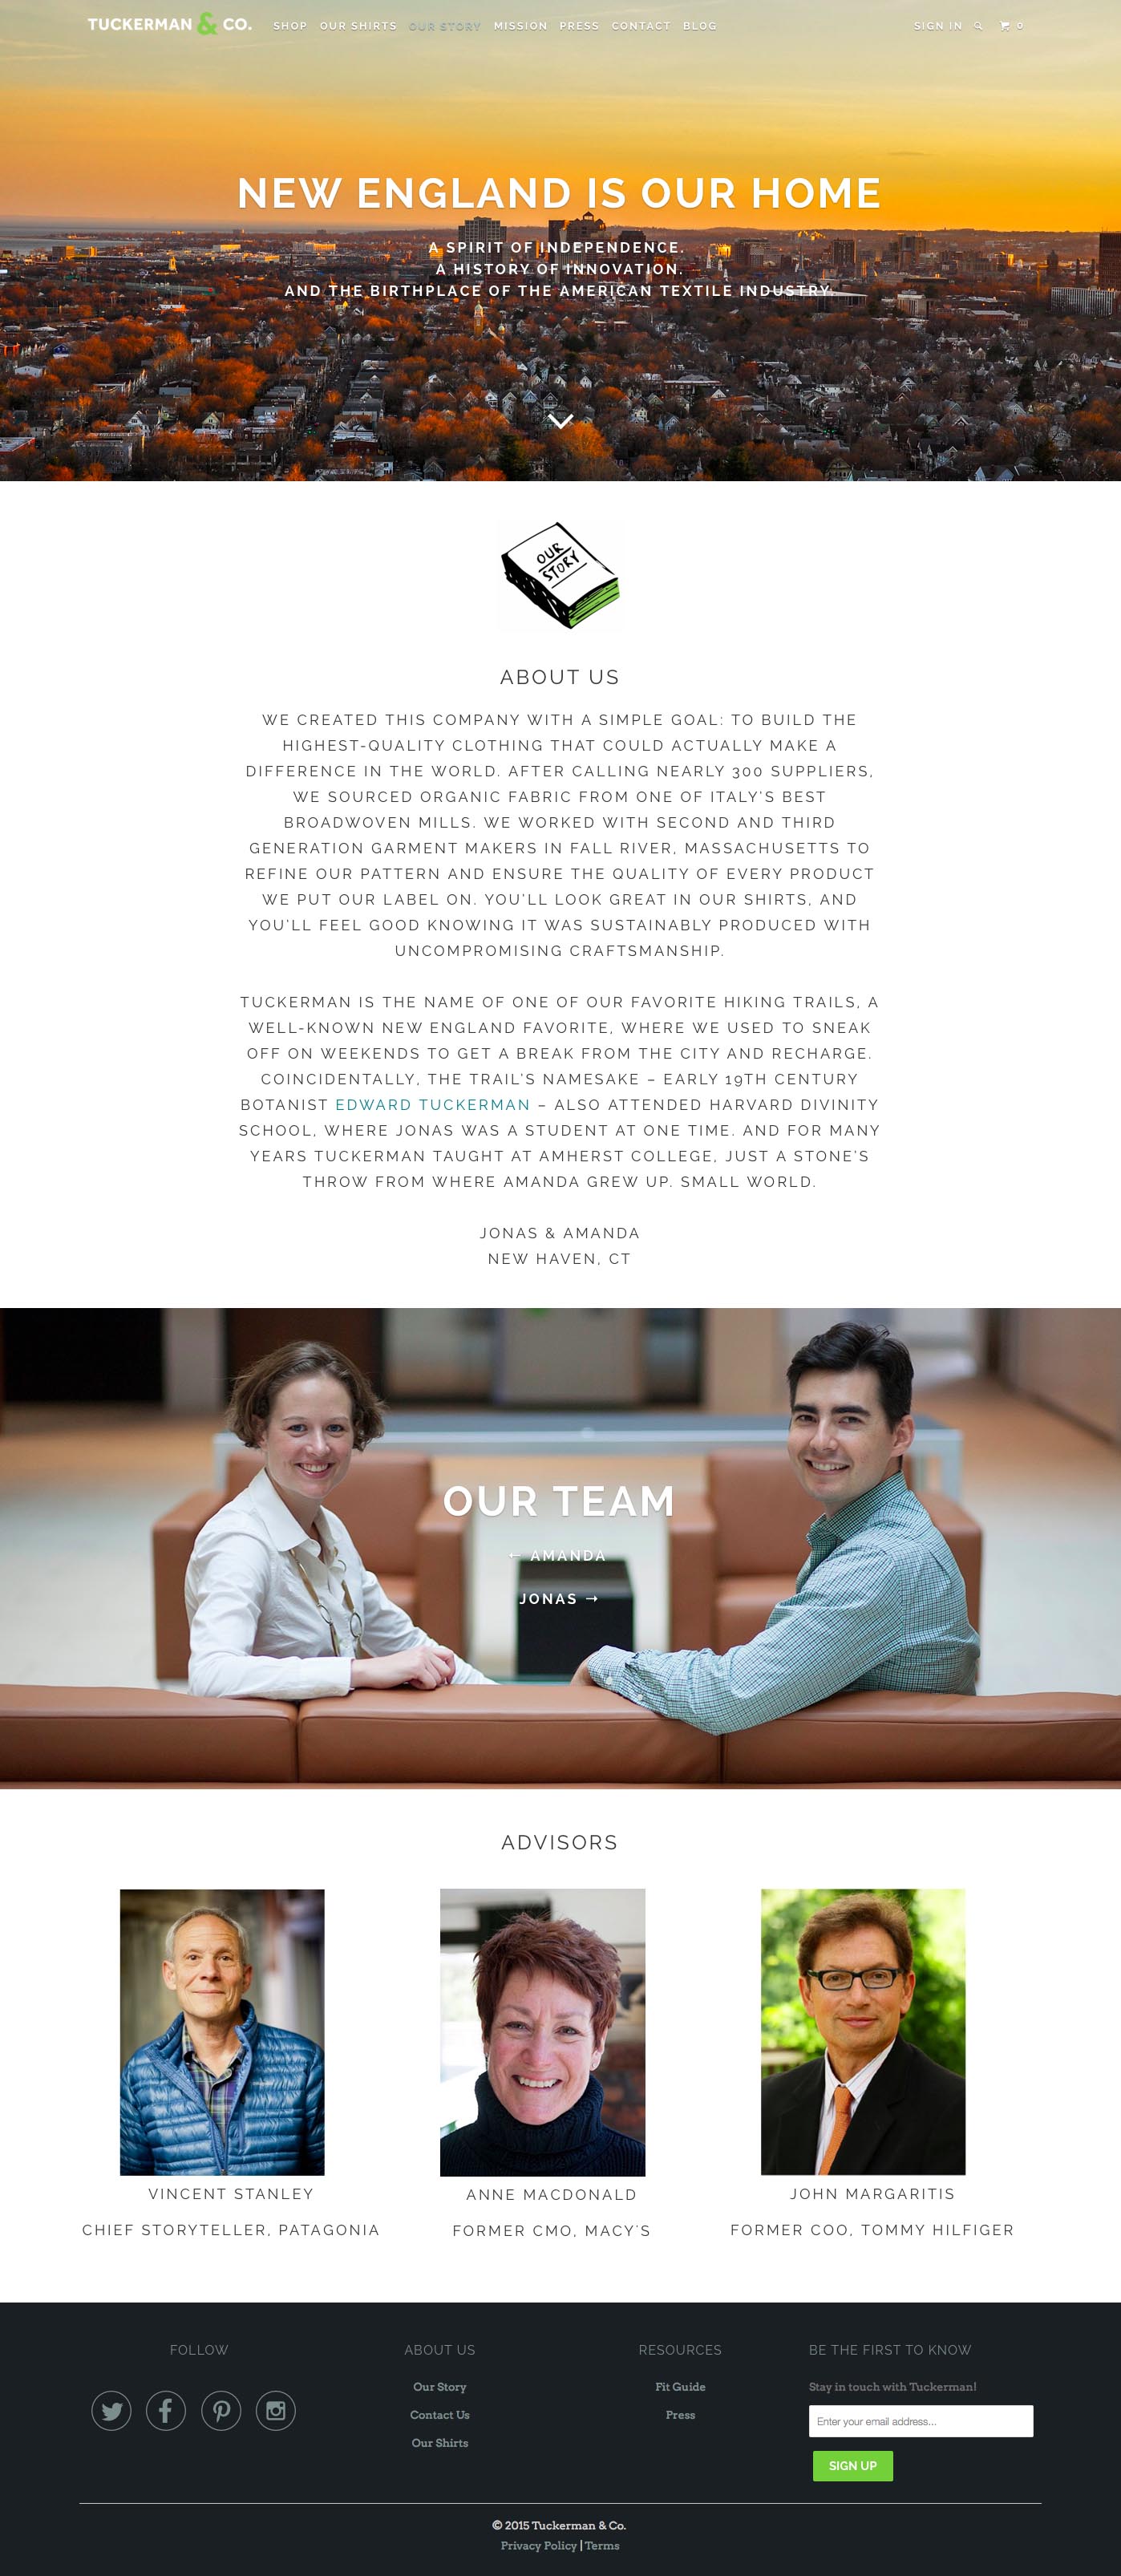 TUCKERMAN & CO. SHOP OUR SHIRTS OUR STORY MISSION PRESS CONTACT BLOG SIGN IN 0
NEW ENGLAND IS OUR HOME
A SPIRIT OF INDEPENDENCE.
A HISTORY OF INNOVATION.
AND THE BIRTHPLACE OF THE AMERICAN TEXTILE INDUSTRY.
OUR
STORY
ABOUT US
WE CREATED THIS COMPANY WITH A SIMPLE GOAL: TO BUILD THE
HIGHEST-QUALITY CLOTHING THAT COULD ACTUALLY MAKE A
DIFFERENCE IN THE WORLD. AFTER CALLING NEARLY 300 SUPPLIERS,
WE SOURCED ORGANIC FABRIC FROM ONE OF ITALY'S BEST
BROADWOVEN MILLS. WE WORKED WITH SECOND AND THIRD
GENERATION GARMENT MAKERS IN FALL RIVER, MASSACHUSETTS TO
REFINE OUR PATTERN AND ENSURE THE QUALITY OF EVERY PRODUCT
WE PUT OUR LABEL ON. YOU'LL LOOK GREAT IN OUR SHIRTS, AND
YOU'LL FEEL GOOD KNOWING IT WAS SUSTAINABLY PRODUCED WITH
UNCOMPROMISING CRAFTSMANSHIP.
TUCKERMAN IS THE NAME OF ONE OF OUR FAVORITE HIKING TRAILS, A
WELL-KNOWN NEW ENGLAND FAVORITE, WHERE WE USED TO SNEAK
OFF ON WEEKENDS TO GET A BREAK FROM THE CITY AND RECHARGE.
COINCIDENTALLY, THE TRAIL'S NAMESAKE – EARLY 19TH CENTURY
BOTANIST EDWARD TUCKERMAN – ALSO ATTENDED HARVARD DIVINITY
SCHOOL, WHERE JONAS WAS A STUDENT AT ONE TIME. AND FOR MANY
YEARS TUCKERMAN TAUGHT AT AMHERST COLLEGE, JUST A STONE'S
THROW FROM WHERE AMANDA GREW UP. SMALL WORLD.
JONAS & AMANDA
NEW HAVEN, CT
OUR TEAM
← AMANDA
JONAS →
ADVISORS
VINCENT STANLEY
CHIEF STORYTELLER, PATAGONIA
ANNE MACDONALD
FORMER CMO, MACY'S
JOHN MARGARITIS
FORMER COO, TOMMY HILFIGER
FOLLOW
ABOUT US
Our Story
Contact Us
Our Shirts
RESOURCES
Fit Guide
Press
BE THE FIRST TO KNOW
Stay in touch with Tuckerman!
Enter your email address...
SIGN UP
© 2015 Tuckerman & Co.
Privacy Policy | Terms